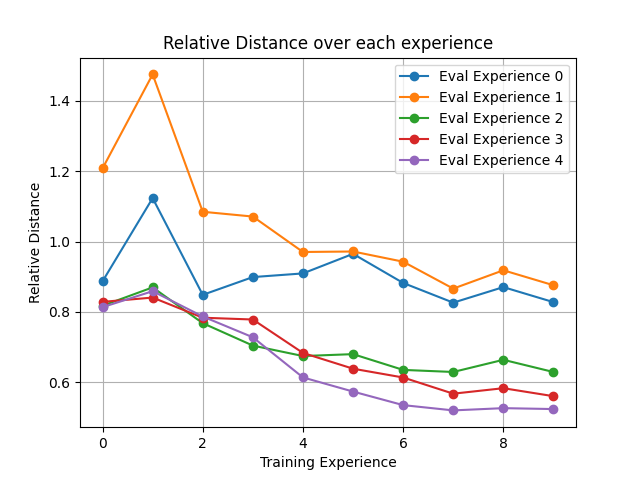 Relative Distance over each experience
Eval Experience 0
Eval Experience 1
Eval Experience 2
Eval Experience 3
Eval Experience 4
1.4
1.2
1.0
0.8
0.6
Relative Distance
0 2 4 6 8
Training Experience